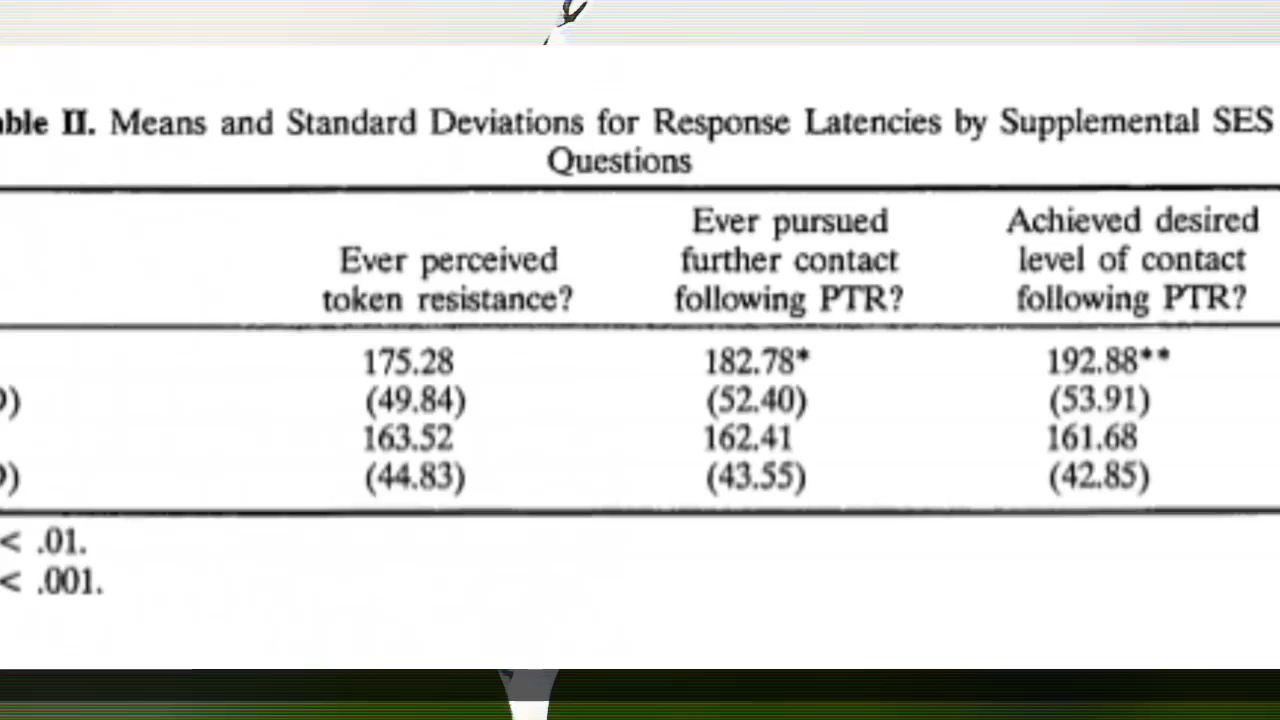 able II. Means and Standard Deviations for Response Latencies by Supplemental SES
Questions
Ever perceived token resistance?
Ever pursued further contact following PTR?
Achieved desired level of contact following PTR?
175.28 182.78* 192.88**
(49.84) (52.40) (53.91)
163.52 162.41 161.68
(44.83) (43.55) (42.85)
< .01.
< .001.